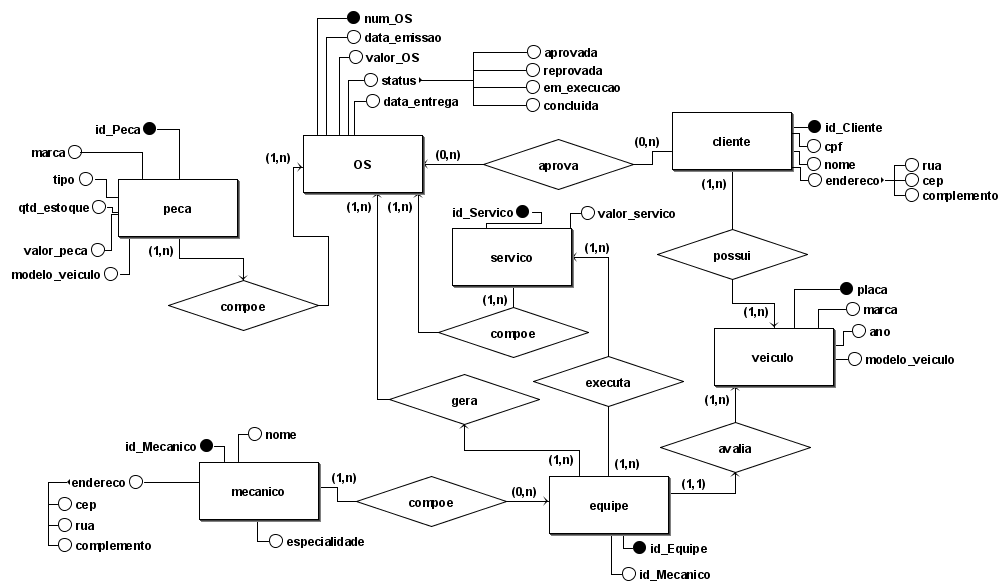 num_OS
data_emissao
valor_OS
status
data_entrega
aprovada
reprovada
em_execucao
concluida
id_Peca
marca
tipo
qtd_estoque
valor_peca
modelo_veiculo
peca
(1,n)
compoe
(1,n)
OS
(0,n)
aprova
(0,n)
cliente
id_Cliente
cpf
nome
endereco
rua
cep
complemento
(1,n)
possui
(1,n)
(1,n)
(1,n)
id_Servico
valor_servico
servico
(1,n)
(1,n)
compoe
placa
marca
ano
modelo_veiculo
veiculo
(1,n)
executa
gera
avalia
(1,n)
(1,n)
(1,1)
id_Mecanico
nome
endereco
cep
rua
complemento
mecanico
especialidade
(1,n)
compoe
(0,n)
equipe
id_Equipe
id_Mecanico